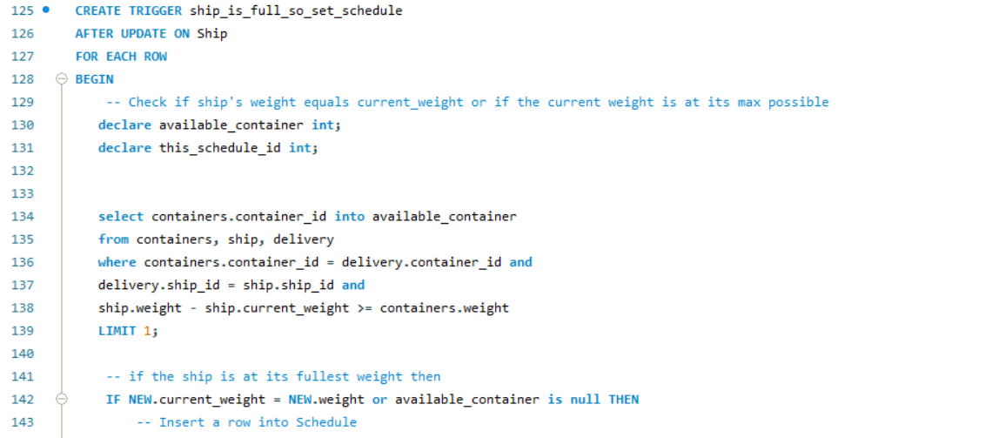 125 CREATE TRIGGER ship_is_full_so_set_schedule
126 AFTER UPDATE ON Ship
127 FOR EACH ROW
128 BEGIN
129 -- Check if ship's weight equals current_weight or if the current weight is at its max possible
130 declare available_container int;
131 declare this_schedule_id int;
132
133
134 select containers.container_id into available_container
135 from containers, ship, delivery
136 where containers.container_id = delivery.container_id and
137 delivery.ship_id = ship.ship_id and
138 ship.weight - ship.current_weight >= containers.weight
139 LIMIT 1;
140
141 -- if the ship is at its fullest weight then
142 IF NEW.current_weight = NEW.weight or available_container is null THEN
143 -- Insert a row into Schedule